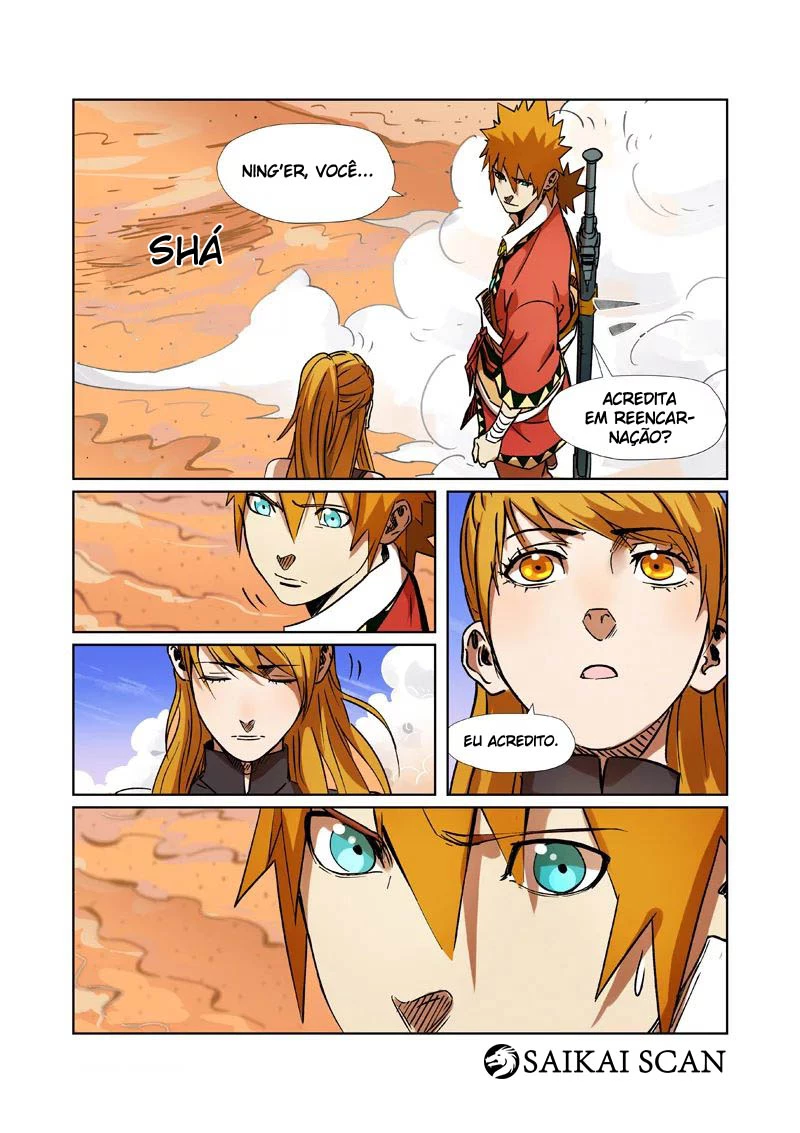 NING'ER, VOCÊ...
SHÁ
ACREDITA
EM REENCAR-
NAÇÃO?
EU ACREDITO.
SAIKAI SCAN